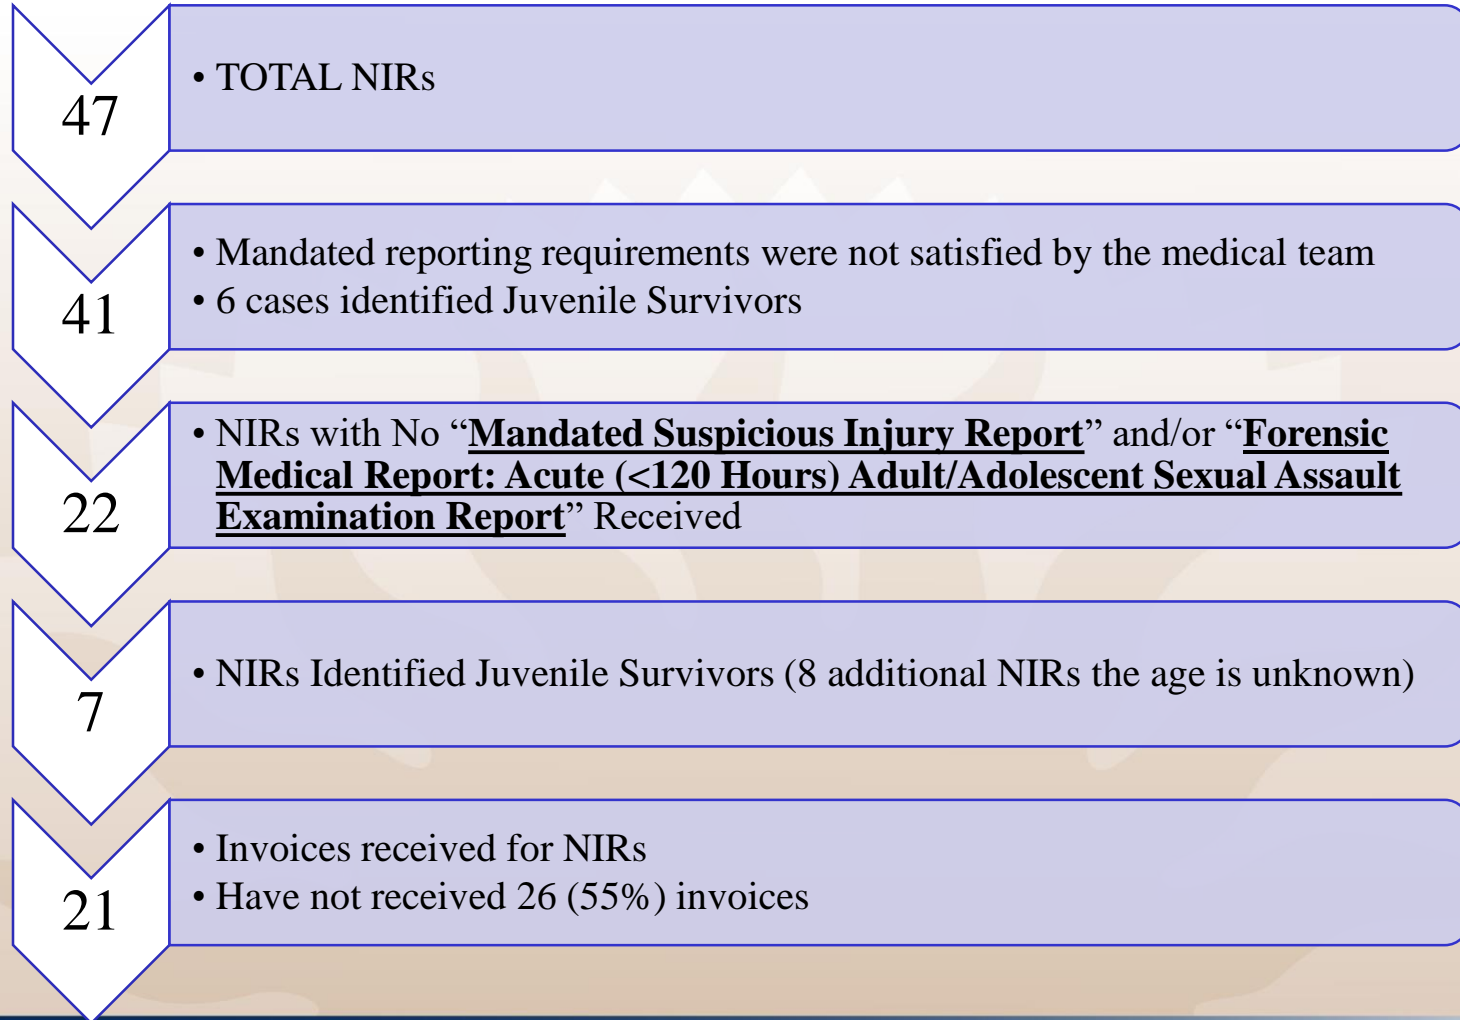 47
• TOTAL NIRs
41
• Mandated reporting requirements were not satisfied by the medical team
• 6 cases identified Juvenile Survivors
22
• NIRs with No “Mandated Suspicious Injury Report” and/or “Forensic
Medical Report: Acute (<120 Hours) Adult/Adolescent Sexual Assault
Examination Report” Received
7
• NIRs Identified Juvenile Survivors (8 additional NIRs the age is unknown)
21
• Invoices received for NIRs
• Have not received 26 (55%) invoices